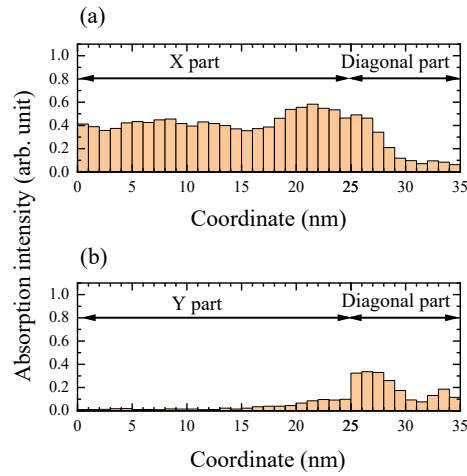 (a)
X part Diagonal part
1.0
0.8
0.6
0.4
0.2
0.0
0 5 10 15 20 25 25 30 35
Coordinate (nm)
Absorption intensity (arb. unit)
(b)
Y part Diagonal part
1.0
0.8
0.6
0.4
0.2
0.0
0 5 10 15 20 25 25 30 35
Coordinate (nm)